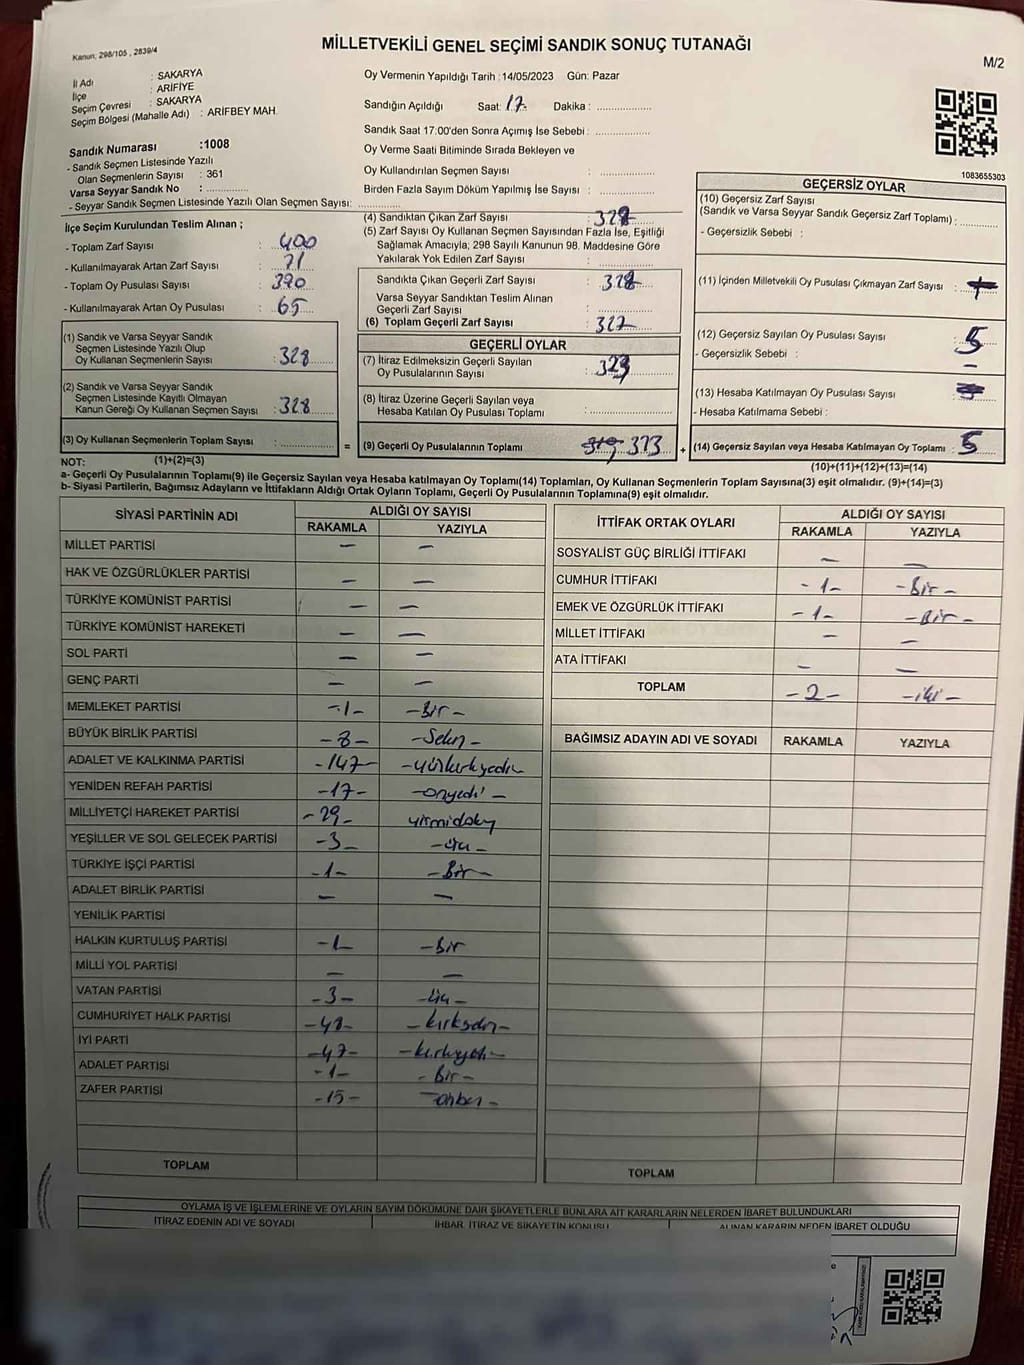 Kanun; 298/105 , 2839/4
MİLLETVEKİLİ GENEL SEÇİMİ SANDIK SONUÇ TUTANAĞI
M/2
İl Adı : SAKARYA
İlçe : ARİFİYE
Seçim Çevresi : SAKARYA
Seçim Bölgesi (Mahalle Adı) : ARİFBEY MAH.
Oy Vermenin Yapıldığı Tarih :14/05/2023 Gün: Pazar
Sandığın Açıldığı Saat: 17 Dakika :
Sandık Saat 17:00'den Sonra Açımış İse Sebebi :
Oy Verme Saati Bitiminde Sırada Bekleyen ve
Oy Kullandırılan Seçmen Sayısı :
Birden Fazla Sayım Döküm Yapılmış İse Sayısı :
Sandık Numarası :1008
- Sandık Seçmen Listesinde Yazılı
Olan Seçmenlerin Sayısı : 361
Varsa Seyyar Sandık No :
- Seyyar Sandık Seçmen Listesinde Yazılı Olan Seçmen Sayısı:
1083655303
İlçe Seçim Kurulundan Teslim Alınan ;
- Toplam Zarf Sayısı : 400
- Kullanılmayarak Artan Zarf Sayısı : 71
- Toplam Oy Pusulası Sayısı : 390
- Kullanılmayarak Artan Oy Pusulası : 65
(1) Sandık ve Varsa Seyyar Sandık
Seçmen Listesinde Yazılı Olup
Oy Kullanan Seçmenlerin Sayısı : 328
(2) Sandık ve Varsa Seyyar Sandık
Seçmen Listesinde Kayıtlı Olmayan
Kanun Gereği Oy Kullanan Seçmen Sayısı : 328
(3) Oy Kullanan Seçmenlerin Toplam Sayısı :
(1)+(2)=(3)
(4) Sandıktan Çıkan Zarf Sayısı : 328
(5) Zarf Sayısı Oy Kullanan Seçmen Sayısından Fazla İse, Eşitliği
Sağlamak Amacıyla; 298 Sayılı Kanunun 98. Maddesine Göre
Yakılarak Yok Edilen Zarf Sayısı :
Sandıkta Çıkan Geçerli Zarf Sayısı : 328
Varsa Seyyar Sandıktan Teslim Alınan
Geçerli Zarf Sayısı :
(6) Toplam Geçerli Zarf Sayısı : 327
GEÇERLİ OYLAR
(7) İtiraz Edilmeksizin Geçerli Sayılan
Oy Pusulalarının Sayısı : 323
(8) İtiraz Üzerine Geçerli Sayılan veya
Hesaba Katılan Oy Pusulası Toplamı :
= (9) Geçerli Oy Pusulalarının Toplamı 323 +
GEÇERSİZ OYLAR
(10) Geçersiz Zarf Sayısı
(Sandık ve Varsa Seyyar Sandık Geçersiz Zarf Toplamı) :
- Geçersizlik Sebebi :
(11) İçinden Milletvekili Oy Pusulası Çıkmayan Zarf Sayısı :
(12) Geçersiz Sayılan Oy Pusulası Sayısı : 5
- Geçersizlik Sebebi : –
(13) Hesaba Katılmayan Oy Pusulası Sayısı :
- Hesaba Katılmama Sebebi :
(14) Geçersiz Sayılan veya Hesaba Katılmayan Oy Toplamı : 5
(10)+(11)+(12)+(13)=(14)
NOT:
a- Geçerli Oy Pusulalarının Toplamı(9) ile Geçersiz Sayılan veya Hesaba katılmayan Oy Toplamı(14) Toplamları, Oy Kullanan Seçmenlerin Toplam Sayısına(3) eşit olmalıdır. (9)+(14)=(3)
b- Siyasi Partilerin, Bağımsız Adayların ve İttifakların Aldığı Ortak Oyların Toplamı, Geçerli Oy Pusulalarının Toplamına(9) eşit olmalıdır.
SİYASİ PARTİNİN ADI ALDIĞI OY SAYISI
RAKAMLA YAZIYLA
MİLLET PARTİSİ – –
HAK VE ÖZGÜRLÜKLER PARTİSİ – –
TÜRKİYE KOMÜNİST PARTİSİ – –
TÜRKİYE KOMÜNİST HAREKETİ – –
SOL PARTİ – –
GENÇ PARTİ – –
MEMLEKET PARTİSİ -1- -Bir-
BÜYÜK BİRLİK PARTİSİ -8- -Sekiz-
ADALET VE KALKINMA PARTİSİ -147- -yüzkırkyedi-
YENİDEN REFAH PARTİSİ -17- -onyedi-
MİLLİYETÇİ HAREKET PARTİSİ -29- yirmidokuz
YEŞİLLER VE SOL GELECEK PARTİSİ -3- -üç-
TÜRKİYE İŞÇİ PARTİSİ -1- -Bir-
ADALET BİRLİK PARTİSİ – –
YENİLİK PARTİSİ
HALKIN KURTULUŞ PARTİSİ -1- -Bir
MİLLİ YOL PARTİSİ – –
VATAN PARTİSİ -3- -üç-
CUMHURİYET HALK PARTİSİ -48- -kırksekiz-
İYİ PARTİ -47- -kırkyedi-
ADALET PARTİSİ -1- -Bir-
ZAFER PARTİSİ -15- -onbeş-
TOPLAM
İTTİFAK ORTAK OYLARI ALDIĞI OY SAYISI
RAKAMLA YAZIYLA
SOSYALİST GÜÇ BİRLİĞİ İTTİFAKI – –
CUMHUR İTTİFAKI -1- -Bir-
EMEK VE ÖZGÜRLÜK İTTİFAKI -1- -Bir-
MİLLET İTTİFAKI – –
ATA İTTİFAKI – –
TOPLAM -2- -iki-
BAĞIMSIZ ADAYIN ADI VE SOYADI RAKAMLA YAZIYLA
TOPLAM
OYLAMA İŞ VE İŞLEMLERİNE VE OYLARIN SAYIM DÖKÜMÜNE DAİR ŞİKAYETLERLE BUNLARA AİT KARARLARIN NELERDEN İBARET BULUNDUKLARI
İTİRAZ EDENİN ADI VE SOYADI İHBAR, İTİRAZ VE ŞİKAYETİN KONUSU ALINAN KARARIN NEDEN İBARET OLDUĞU